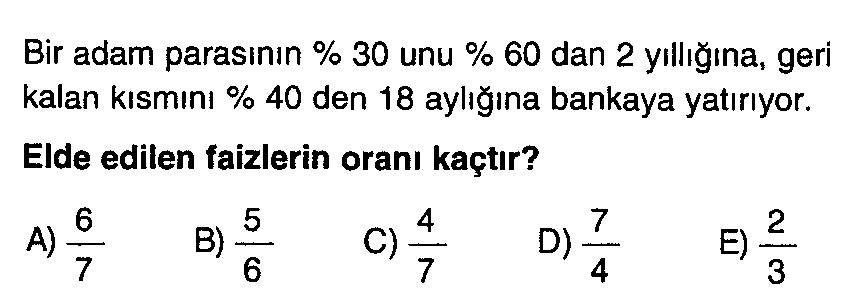 Bir adam parasının % 30 unu % 60 dan 2 yıllığına, geri
kalan kısmını % 40 den 18 aylığına bankaya yatırıyor.
Elde edilen faizlerin oranı kaçtır?
A) 6/7 B) 5/6 C) 4/7 D) 7/4 E) 2/3